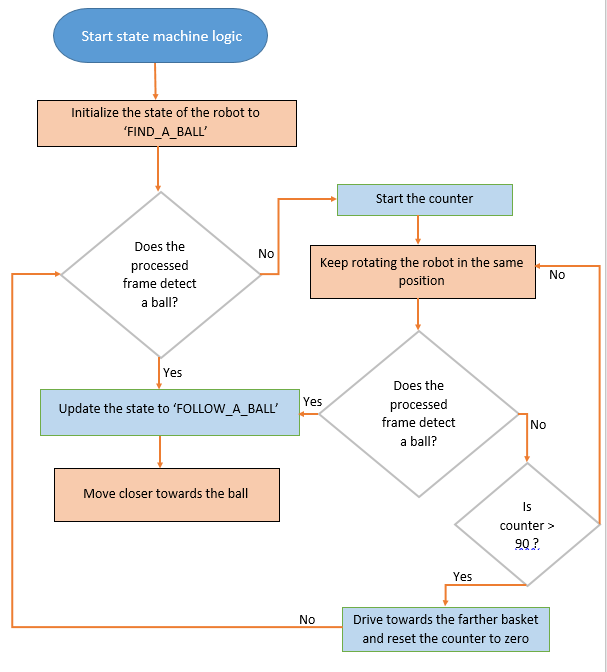 Start state machine logic
Initialize the state of the robot to
‘FIND_A_BALL’
Does the
processed
frame detect
a ball?
No
Start the counter
Keep rotating the robot in the same
position
No
Yes
Update the state to ‘FOLLOW_A_BALL’
Yes
Does the
processed
frame detect
a ball?
No
Move closer towards the ball
Is
counter >
90 ?
Yes
No
Drive towards the farther basket
and reset the counter to zero